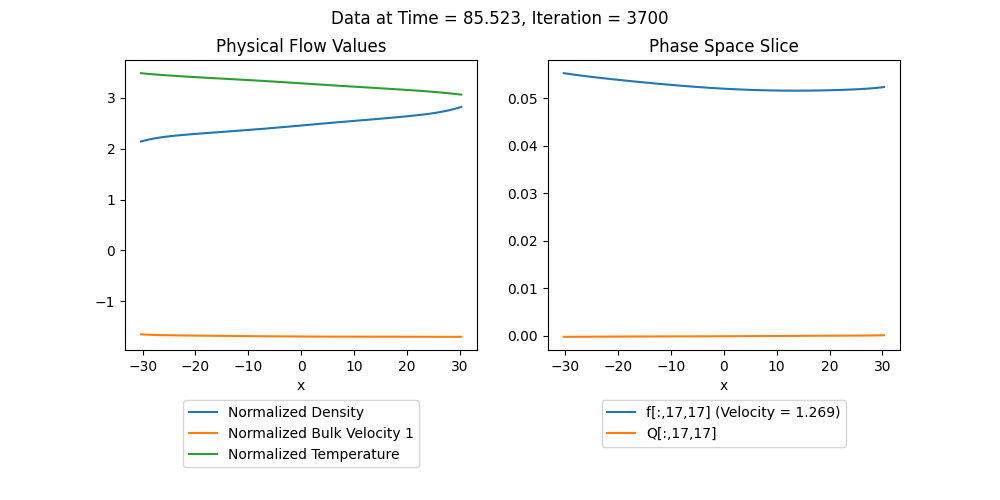 Data at Time = 85.523, Iteration = 3700
Physical Flow Values
3
2
1
0
−1
−30
−20
−10
0
10
20
30
x
Normalized Density
Normalized Bulk Velocity 1
Normalized Temperature
Phase Space Slice
0.05
0.04
0.03
0.02
0.01
0.00
−30
−20
−10
0
10
20
30
x
f[:,17,17] (Velocity = 1.269)
Q[:,17,17]